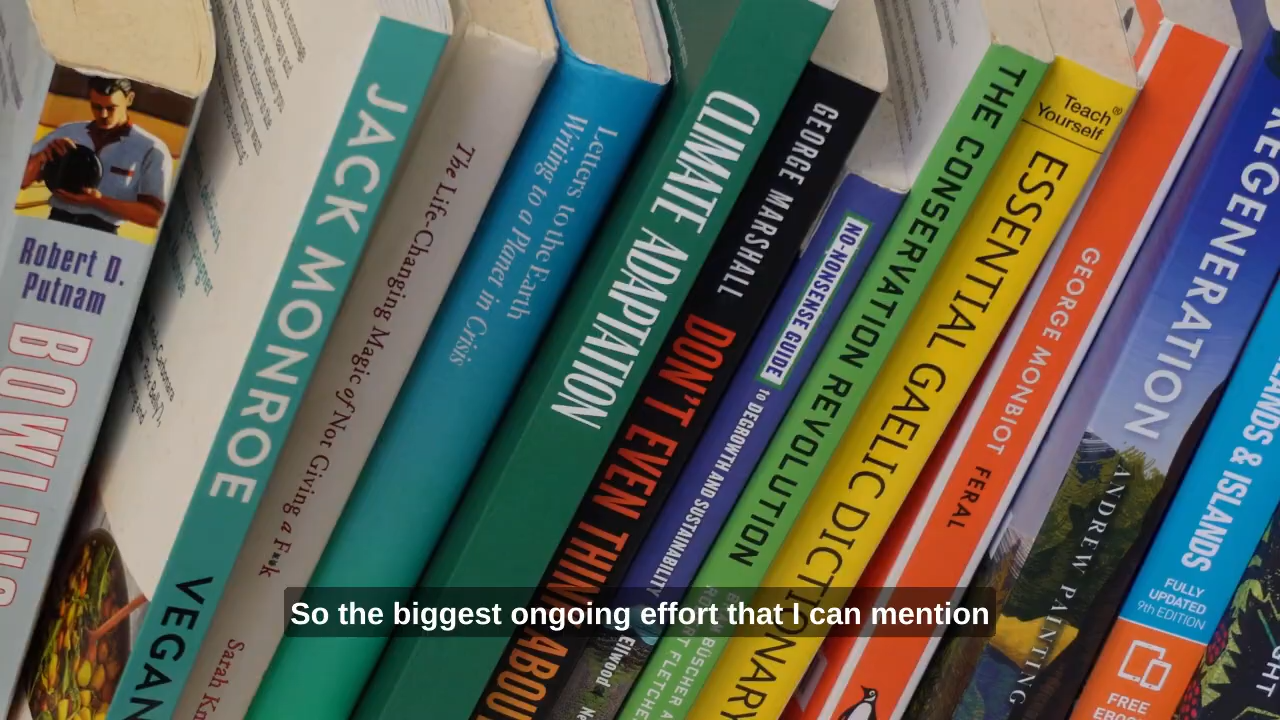 Robert D.
Putnam
BOWLING
JACK MONROE
VEGAN
The Life-Changing Magic of Not Giving a F**k
Sarah Kn
Letters to the Earth
Writing to a Planet in Crisis
CLIMATE ADAPTATION
GEORGE MARSHALL
DON'T EVEN THINK ABOUT
NO-NONSENSE GUIDE
to DEGROWTH AND SUSTAINABILITY
Ellwood
THE CONSERVATION REVOLUTION
Teach®
Yourself
ESSENTIAL GAELIC DICTIONARY
GEORGE MONBIOT FERAL
REGENERATION
ANDREW PAINTING
LANDS & ISLANDS
FULLY
UPDATED
9th EDITION
FREE
So the biggest ongoing effort that I can mention